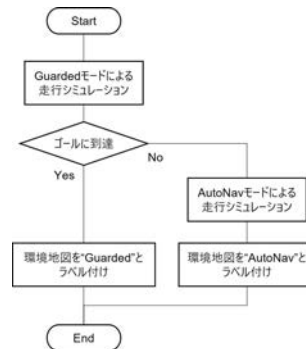 Start
Guardedモードによる
走行シミュレーション
ゴールに到達
No
Yes
AutoNavモードによる
走行シミュレーション
環境地図を“Guarded”と
ラベル付け
環境地図を“AutoNav”と
ラベル付け
End